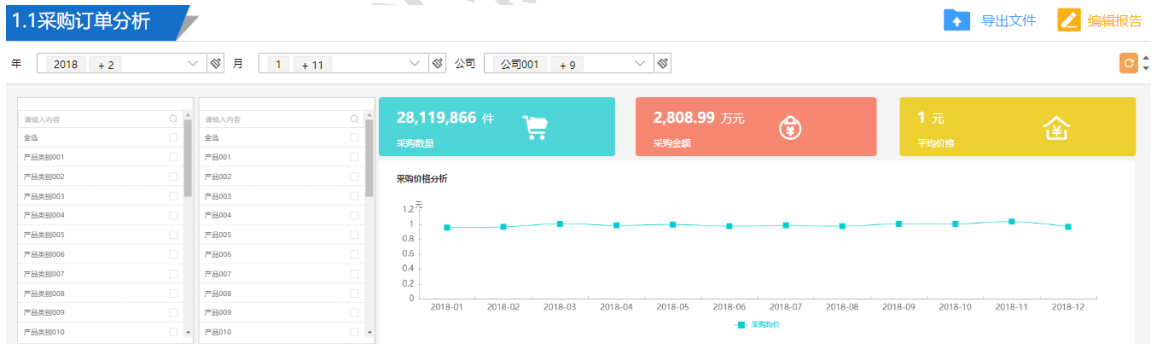 1.1采购订单分析
导出文件
编辑报告
年 2018 + 2 月 1 + 11 公司 公司001 + 9
请输入内容
全选
产品类别001
产品类别002
产品类别003
产品类别004
产品类别005
产品类别006
产品类别007
产品类别008
产品类别009
产品类别010
请输入内容
全选
产品001
产品002
产品003
产品004
产品005
产品006
产品007
产品008
产品009
产品010
28,119,866 件
采购数量
2,808.99 万元
采购金额
1 元
平均价格
采购价格分析
元
1.2
1
0.8
0.6
0.4
0.2
0
2018-01 2018-02 2018-03 2018-04 2018-05 2018-06 2018-07 2018-08 2018-09 2018-10 2018-11 2018-12
采购均价